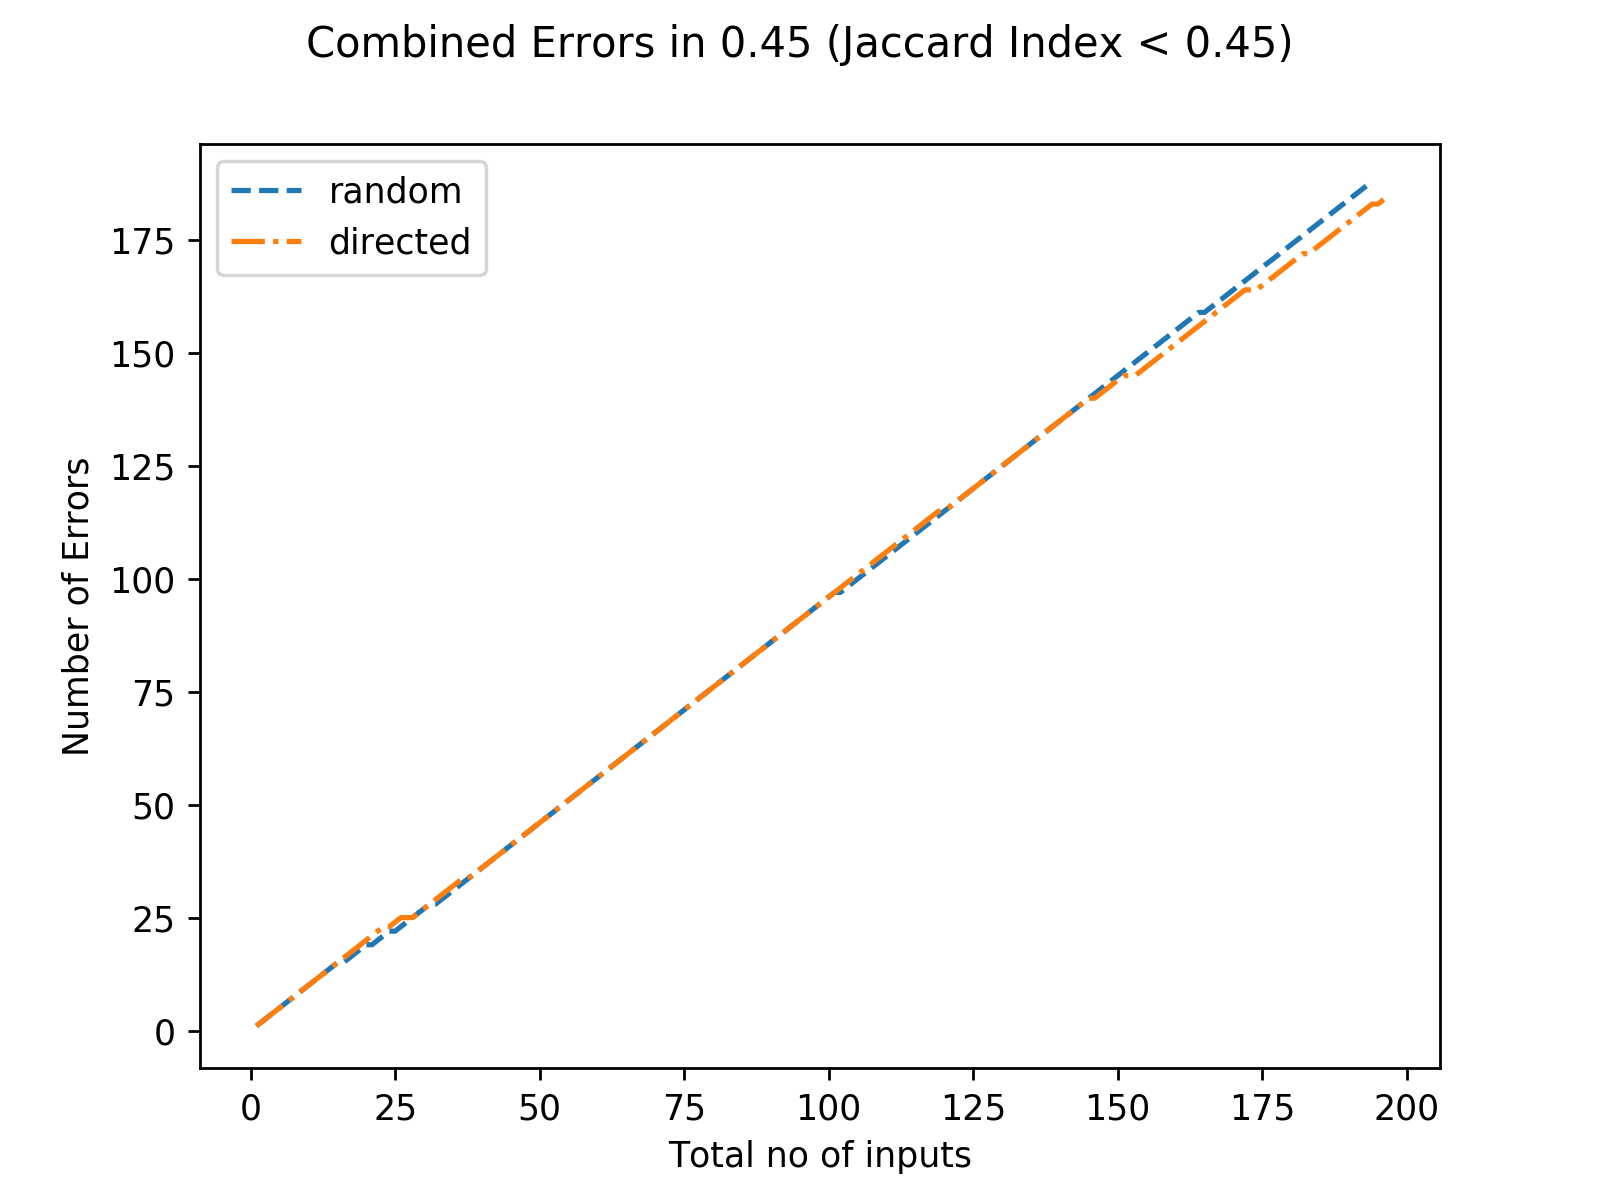 Combined Errors in 0.45 (Jaccard Index < 0.45)
random
directed
175
150
125
100
75
50
25
0
Number of Errors
0 25 50 75 100 125 150 175 200
Total no of inputs